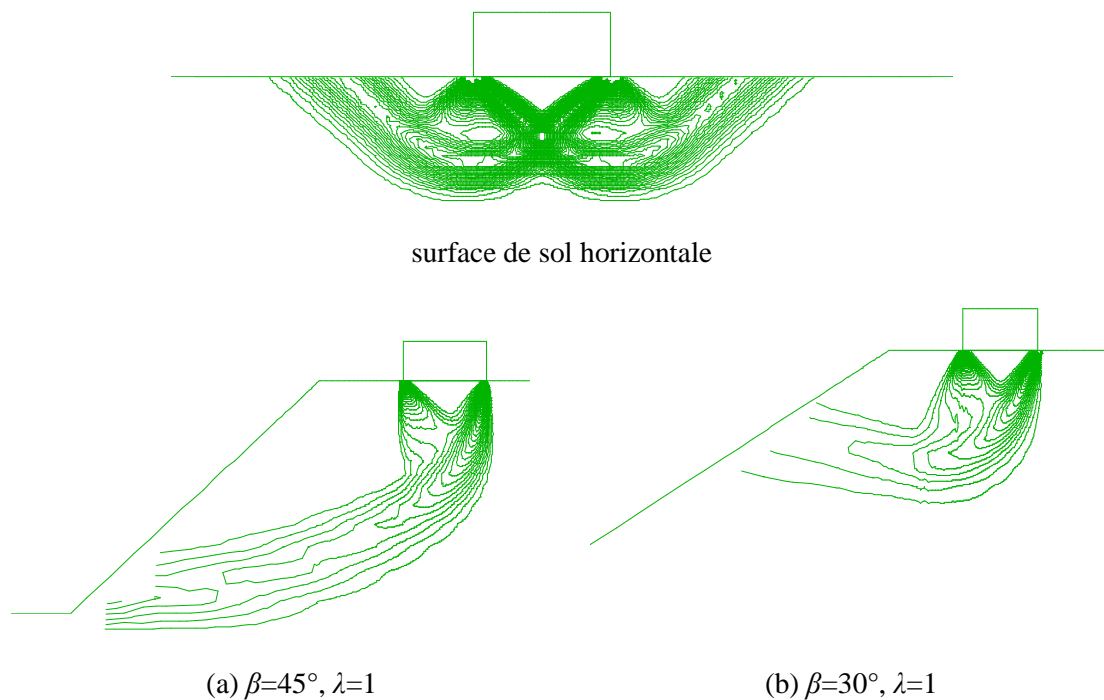 surface de sol horizontale
(a) β=45°, λ=1
(b) β=30°, λ=1